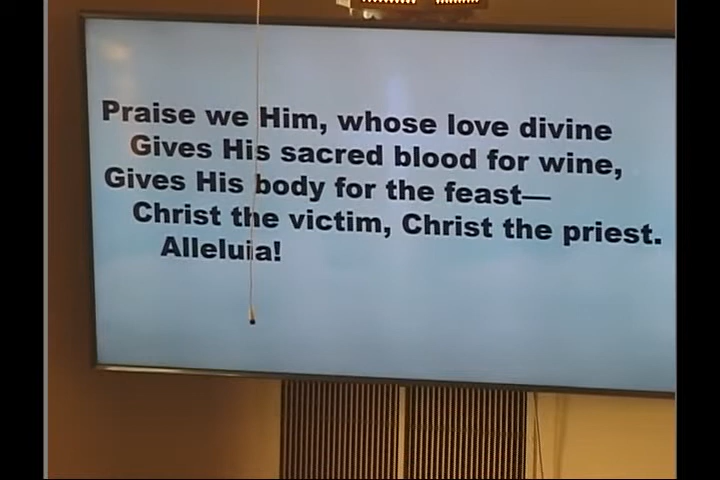 Praise we Him, whose love divine
Gives His sacred blood for wine,
Gives His body for the feast—
Christ the victim, Christ the priest.
Alleluia!